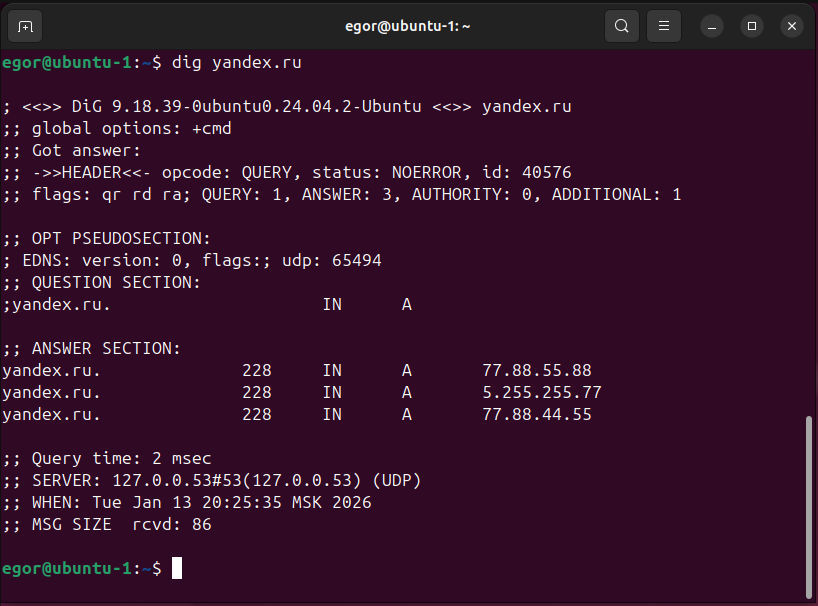 egor@ubuntu-1: ~
egor@ubuntu-1:~$ dig yandex.ru
; <<>> DiG 9.18.39-0ubuntu0.24.04.2-Ubuntu <<>> yandex.ru
;; global options: +cmd
;; Got answer:
;; ->>HEADER<<- opcode: QUERY, status: NOERROR, id: 40576
;; flags: qr rd ra; QUERY: 1, ANSWER: 3, AUTHORITY: 0, ADDITIONAL: 1
;; OPT PSEUDOSECTION:
; EDNS: version: 0, flags:; udp: 65494
;; QUESTION SECTION:
;yandex.ru. IN A
;; ANSWER SECTION:
yandex.ru. 228 IN A 77.88.55.88
yandex.ru. 228 IN A 5.255.255.77
yandex.ru. 228 IN A 77.88.44.55
;; Query time: 2 msec
;; SERVER: 127.0.0.53#53(127.0.0.53) (UDP)
;; WHEN: Tue Jan 13 20:25:35 MSK 2026
;; MSG SIZE  rcvd: 86
egor@ubuntu-1:~$